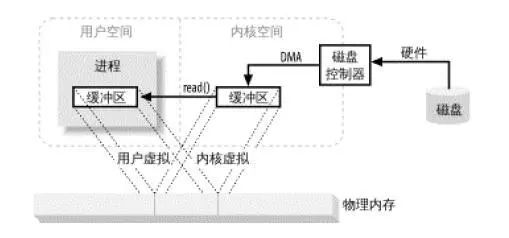 用户空间
内核空间
进程
缓冲区
read()
缓冲区
DMA
磁盘
控制器
硬件
磁盘
用户虚拟
内核虚拟
物理内存